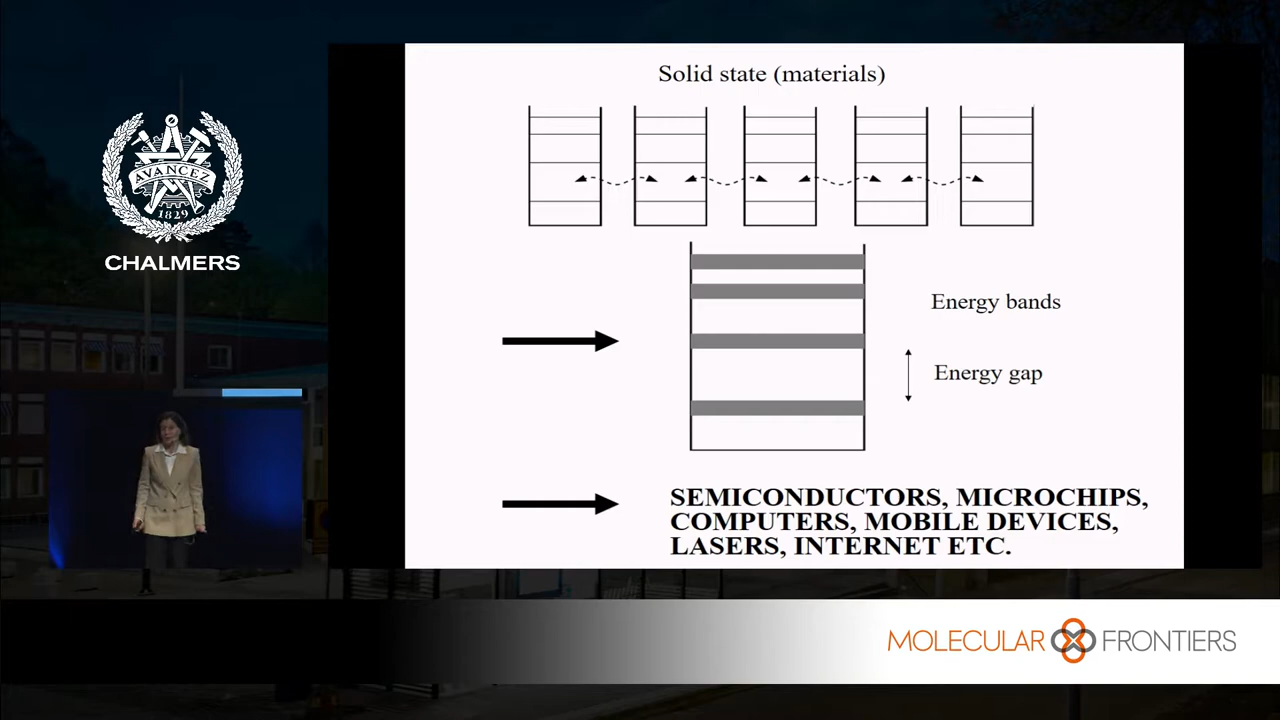 AVANCEZ
1829
CHALMERS
Solid state (materials)
Energy bands
Energy gap
SEMICONDUCTORS, MICROCHIPS,
COMPUTERS, MOBILE DEVICES,
LASERS, INTERNET ETC.
MOLECULAR FRONTIERS